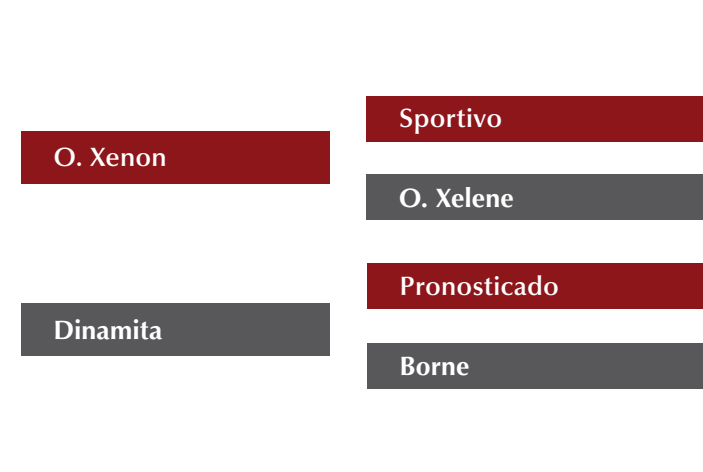 O. Xenon
Dinamita
Sportivo
O. Xelene
Pronosticado
Borne